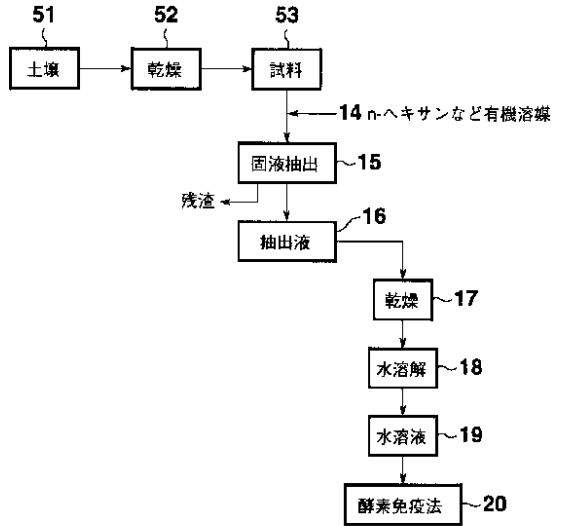 51 52 53
土壌 乾燥 試料
14 n-ヘキサンなど有機溶媒
固液抽出 15
残渣
16
抽出液
乾燥 17
水溶解 18
水溶液 19
酵素免疫法 20